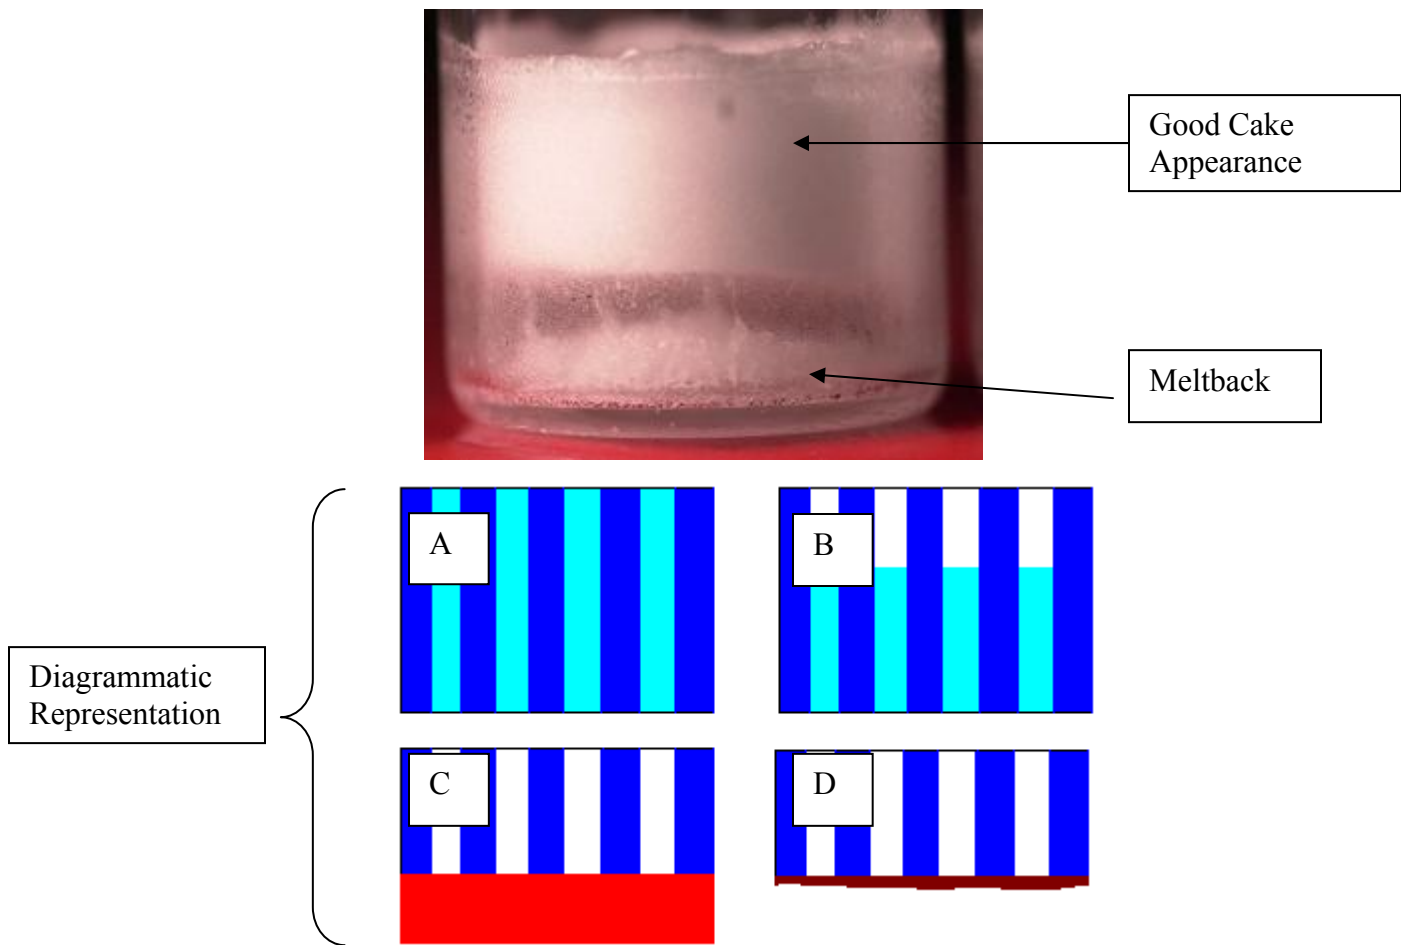 Good Cake
Appearance
Meltback
A
B
Diagrammatic
Representation
C
D